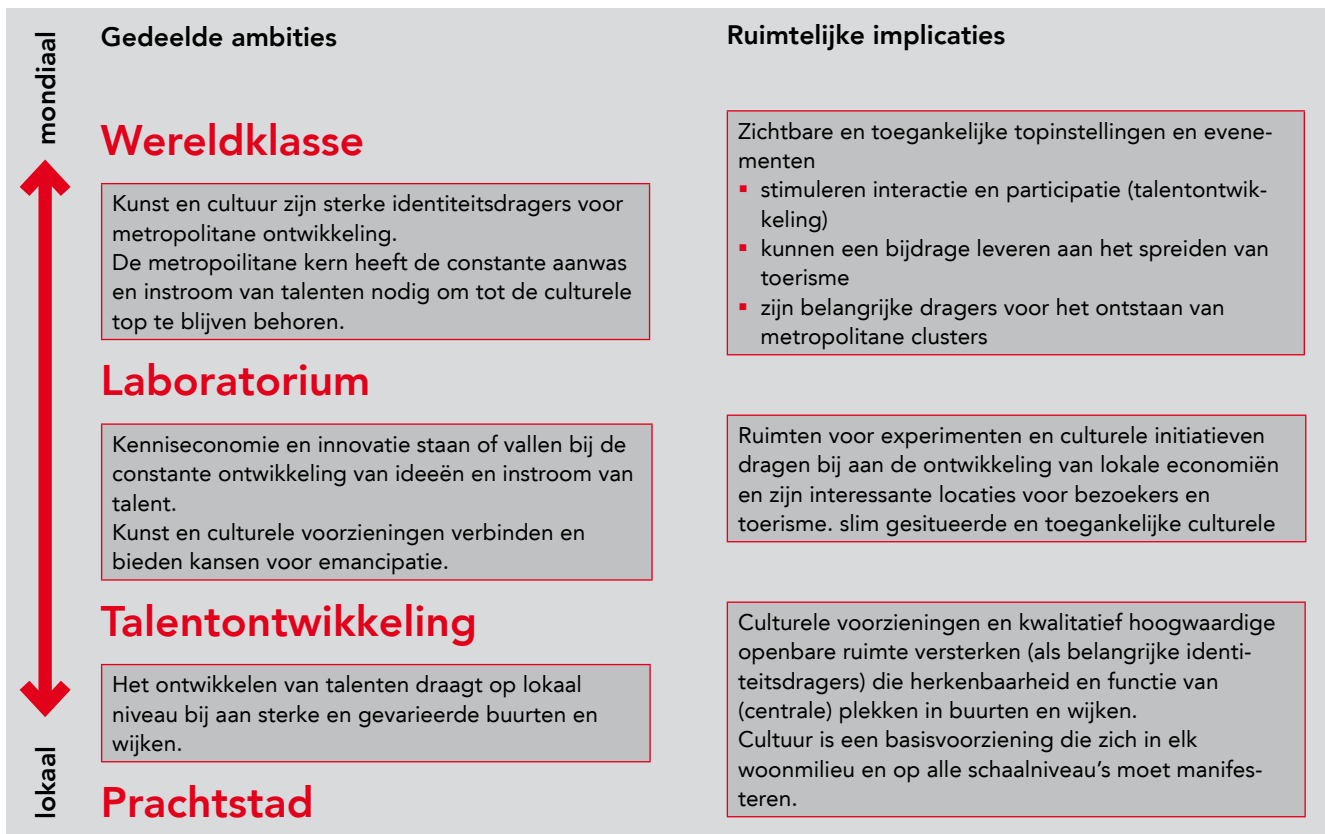 mondiaal
Gedeelde ambities
Wereldklasse
Kunst en cultuur zijn sterke identiteitsdragers voor
metropolitane ontwikkeling.
De metropoilitane kern heeft de constante aanwas
en instroom van talenten nodig om tot de culturele
top te blijven behoren.
Laboratorium
Kenniseconomie en innovatie staan of vallen bij de
constante ontwikkeling van ideeën en instroom van
talent.
Kunst en culturele voorzieningen verbinden en
bieden kansen voor emancipatie.
Talentontwikkeling
Het ontwikkelen van talenten draagt op lokaal
niveau bij aan sterke en gevarieerde buurten en
wijken.
Prachtstad
lokaal
Ruimtelijke implicaties
Zichtbare en toegankelijke topinstellingen en evene-
menten
▪ stimuleren interactie en participatie (talentontwik-
keling)
▪ kunnen een bijdrage leveren aan het spreiden van
toerisme
▪ zijn belangrijke dragers voor het ontstaan van
metropolitane clusters
Ruimten voor experimenten en culturele initiatieven
dragen bij aan de ontwikkeling van lokale economiën
en zijn interessante locaties voor bezoekers en
toerisme. slim gesitueerde en toegankelijke culturele
Culturele voorzieningen en kwalitatief hoogwaardige
openbare ruimte versterken (als belangrijke identi-
teitsdragers) die herkenbaarheid en functie van
(centrale) plekken in buurten en wijken.
Cultuur is een basisvoorziening die zich in elk
woonmilieu en op alle schaalniveau's moet manifes-
teren.